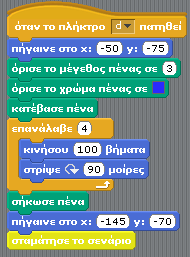 όταν το πλήκτρο d πατηθεί
πήγαινε στο x: -50 y: -75
όρισε το μέγεθος πένας σε 3
όρισε το χρώμα πένας σε
κατέβασε πένα
επανάλαβε 4
κινήσου 100 βήματα
στρίψε 90 μοίρες
σήκωσε πένα
πήγαινε στο x: -145 y: -70
σταμάτησε το σενάριο